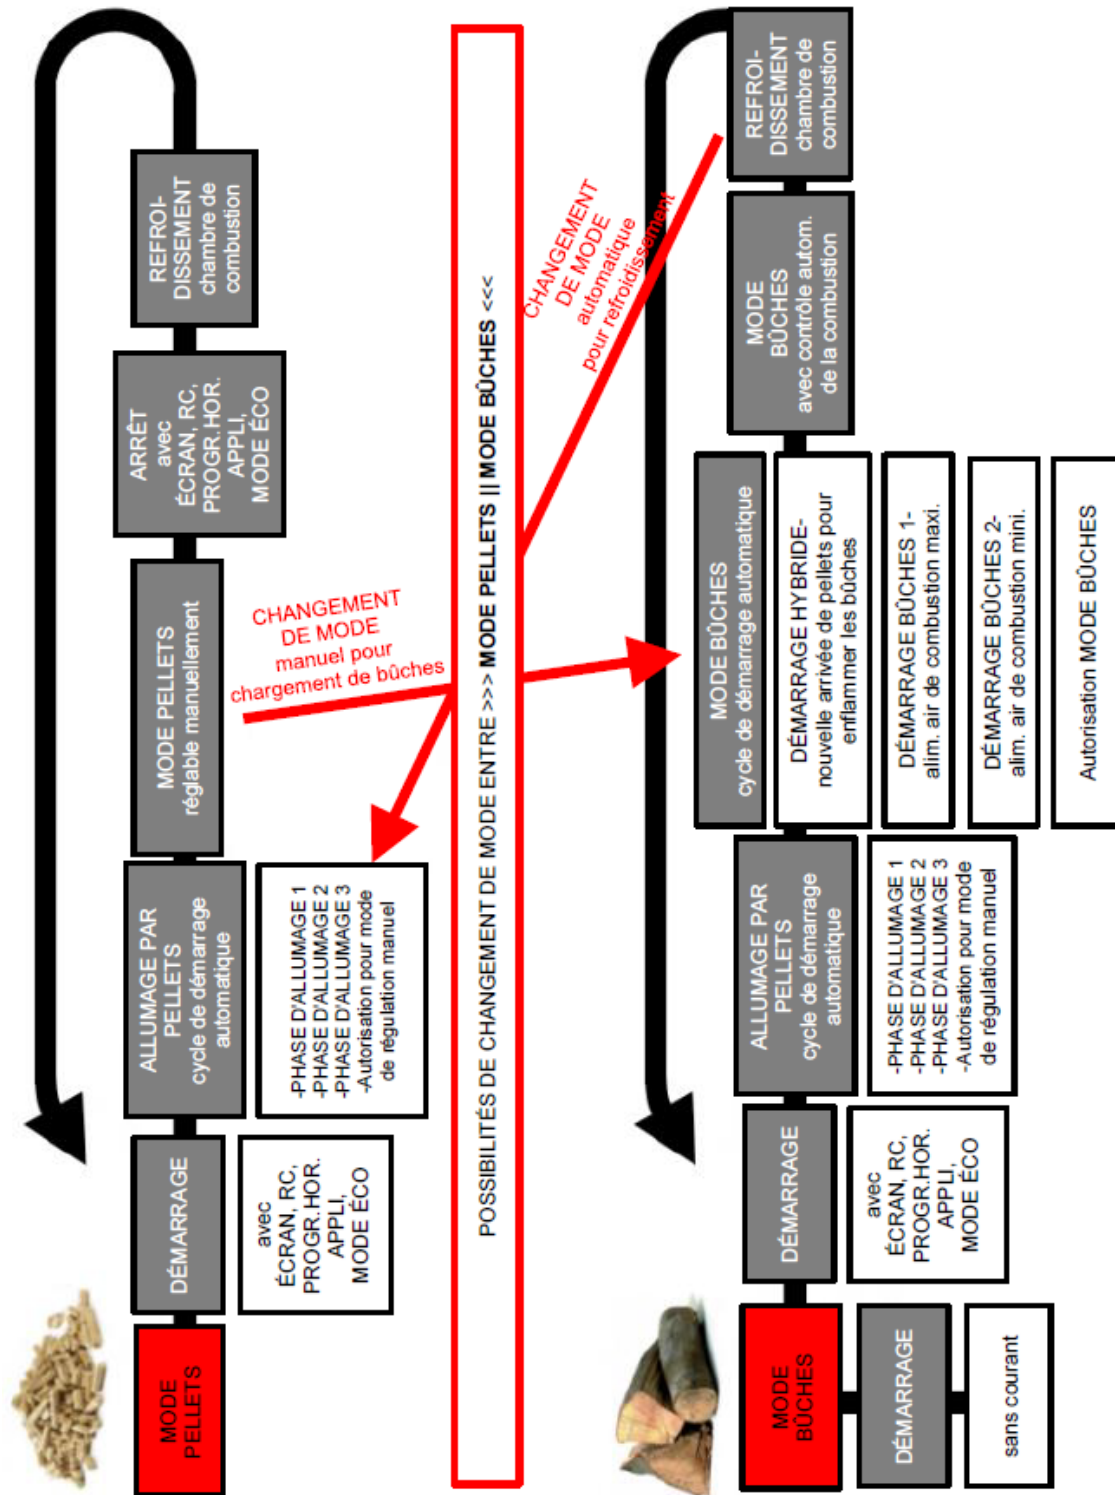 MODE
PELLETS
DÉMARRAGE
avec
ÉCRAN, RC,
PROGR.HOR.
APPLI,
MODE ÉCO
ALLUMAGE PAR
PELLETS
cycle de démarrage
automatique
-PHASE D'ALLUMAGE 1
-PHASE D'ALLUMAGE 2
-PHASE D'ALLUMAGE 3
-Autorisation pour mode
de régulation manuel
MODE PELLETS
réglable manuellement
ARRÊT
avec
ÉCRAN, RC,
PROGR.HOR.
APPLI,
MODE ÉCO
REFROI-
DISSEMENT
chambre de
combustion
CHANGEMENT
DE MODE
manuel pour
chargement de bûches
POSSIBILITÉS DE CHANGEMENT DE MODE ENTRE >>> MODE PELLETS || MODE BÛCHES <<<
CHANGEMENT
DE MODE
automatique
pour refroidissement
MODE
BÛCHES
DÉMARRAGE
sans courant
DÉMARRAGE
avec
ÉCRAN, RC,
PROGR.HOR.
APPLI,
MODE ÉCO
ALLUMAGE PAR
PELLETS
cycle de démarrage
automatique
-PHASE D'ALLUMAGE 1
-PHASE D'ALLUMAGE 2
-PHASE D'ALLUMAGE 3
-Autorisation pour mode
de régulation manuel
MODE BÛCHES
cycle de démarrage automatique
DÉMARRAGE HYBRIDE-
nouvelle arrivée de pellets pour
enflammer les bûches
DÉMARRAGE BÛCHES 1-
alim. air de combustion maxi.
DÉMARRAGE BÛCHES 2-
alim. air de combustion mini.
Autorisation MODE BÛCHES
MODE
BÛCHES
avec contrôle autom.
de la combustion
REFROI-
DISSEMENT
chambre de
combustion